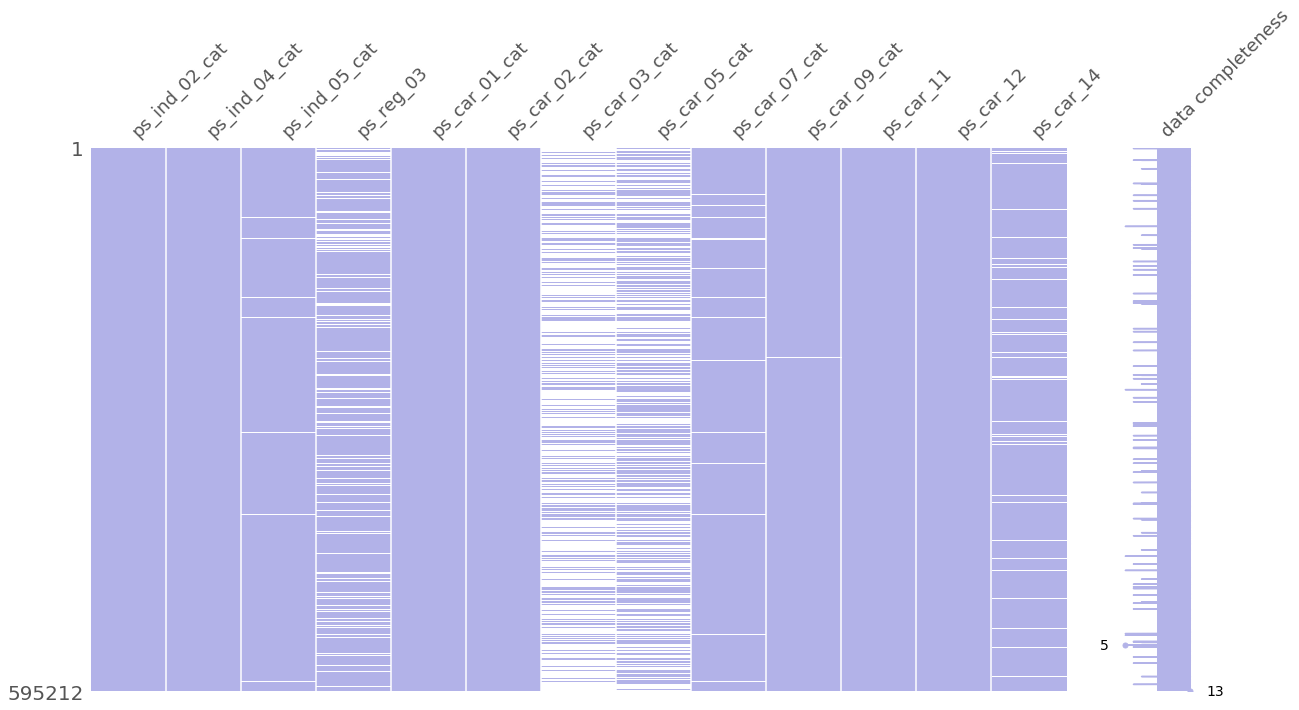 ps_ind_02_cat
ps_ind_04_cat
ps_ind_05_cat
ps_reg_03
ps_car_01_cat
ps_car_02_cat
ps_car_03_cat
ps_car_05_cat
ps_car_07_cat
ps_car_09_cat
ps_car_11
ps_car_12
ps_car_14
data completeness
1
5
595212
13